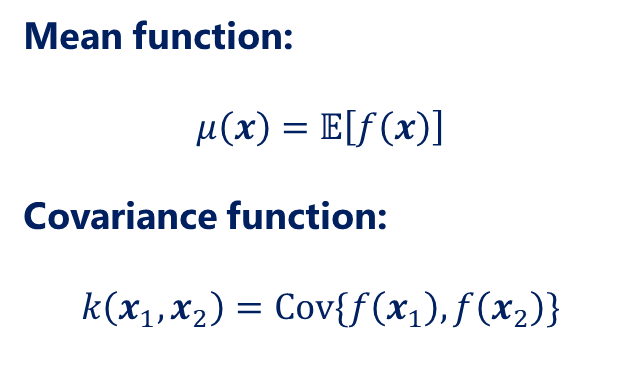 Mean function:
μ(x) = 𝔼[f(x)]
Covariance function:
k(x₁, x₂) = Cov{f(x₁), f(x₂)}